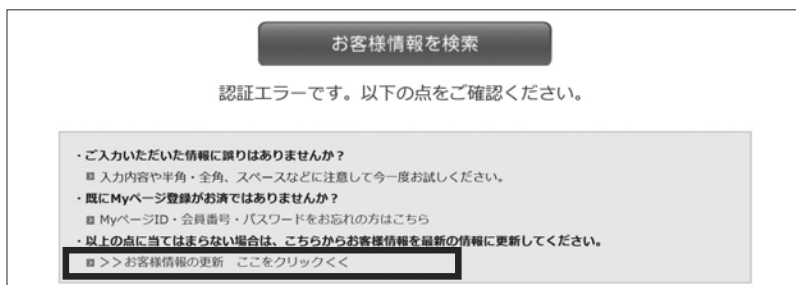 お客様情報を検索
認証エラーです。以下の点をご確認ください。
・ご入力いただいた情報に誤りはありませんか？
入力内容や半角・全角、スペースなどに注意して今一度お試しください。
・既にMyページ登録がお済ではありませんか？
MyページID・会員番号・パスワードをお忘れの方はこちら
・以上の点に当てはまらない場合は、こちらからお客様情報を最新の情報に更新してください。
>>お客様情報の更新　ここをクリック<<